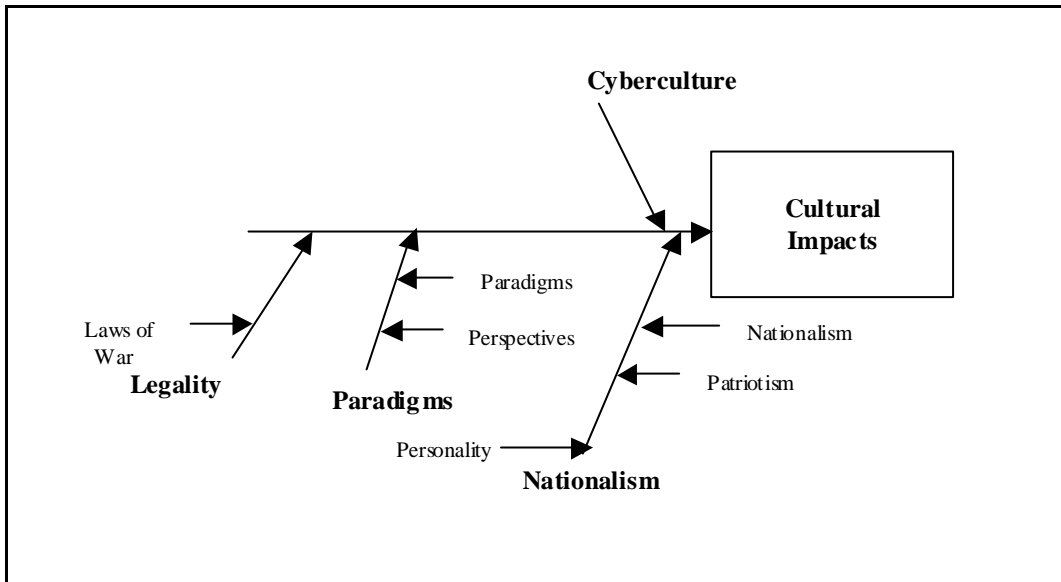 Cyberculture
Cultural
Impacts
Paradigms
Perspectives
Laws of
War
Legality
Paradigms
Nationalism
Patriotism
Personality
Nationalism